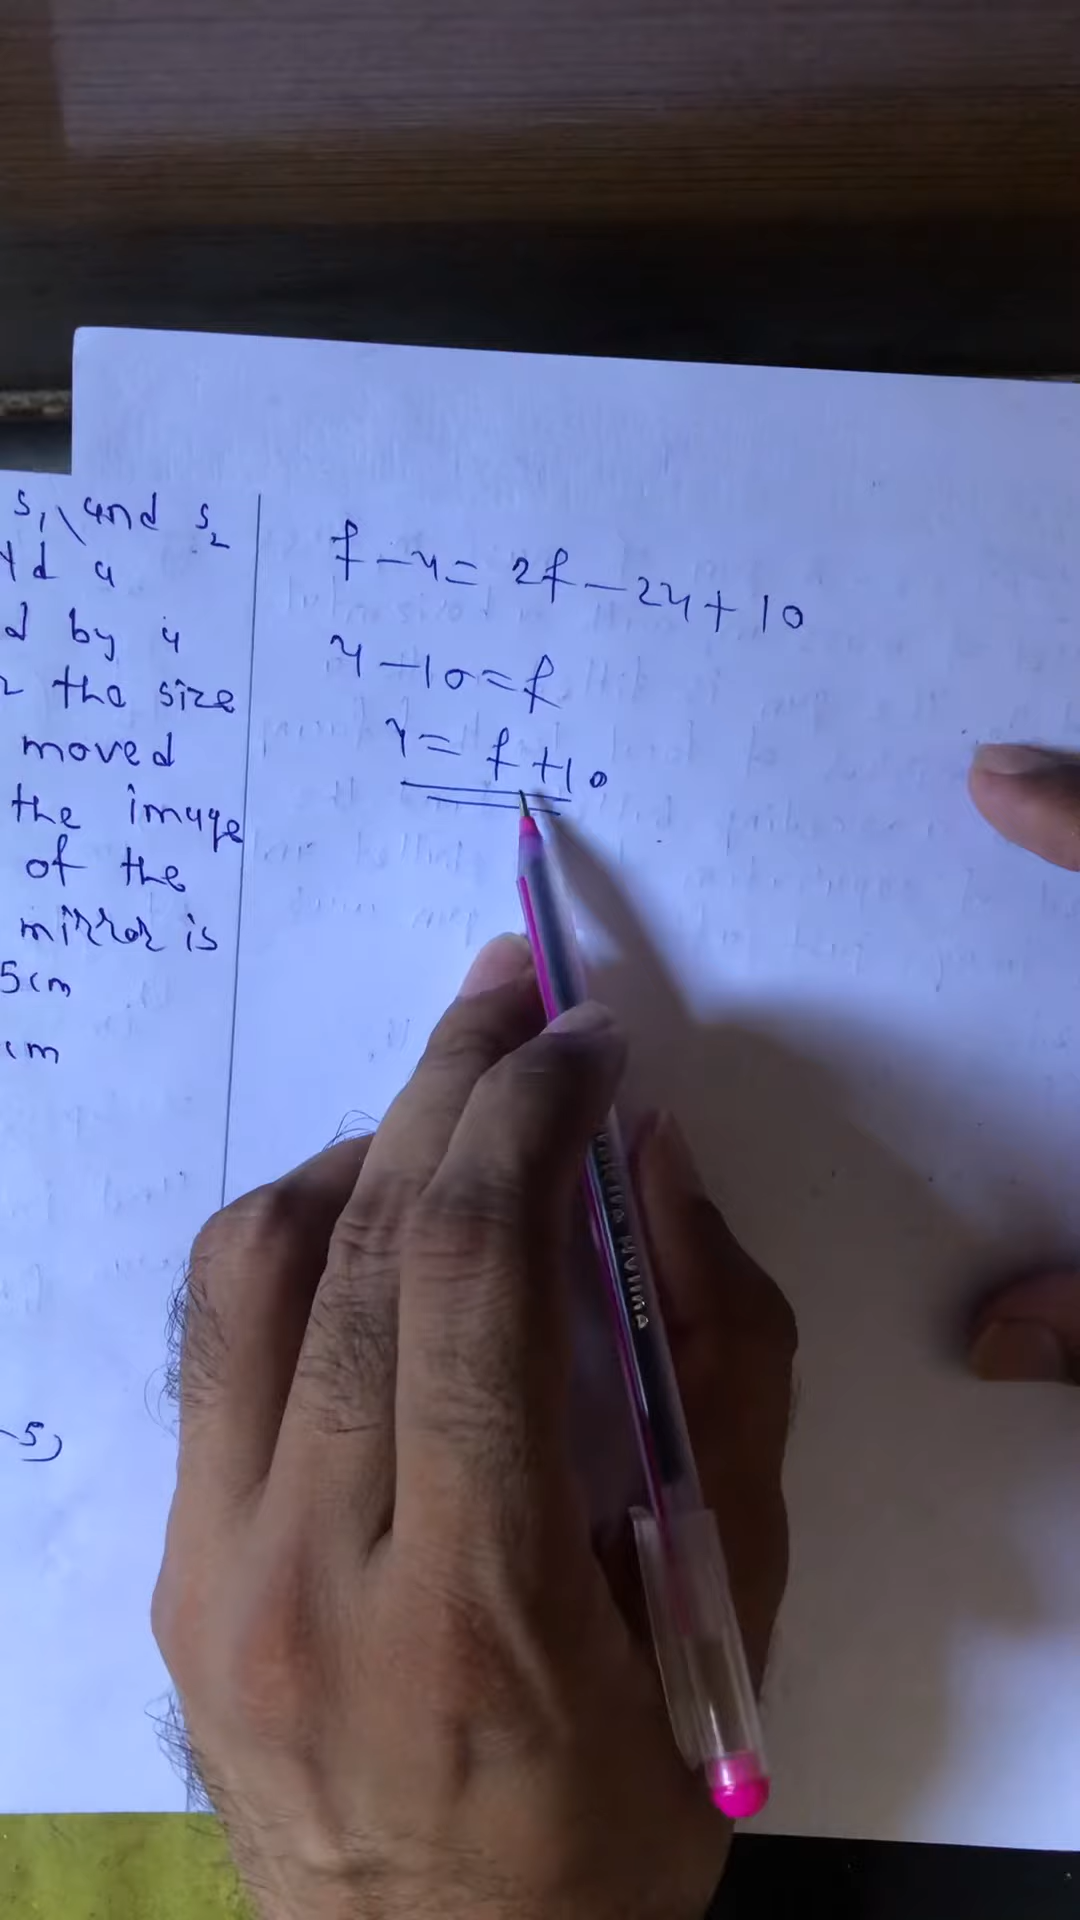 s₁, and s₂
d by 4
the size
moved
the image
of the
mirror is
5cm
cm
-5)
f - u = 2f - 2u + 10
u - 10 = f
u = f + 10